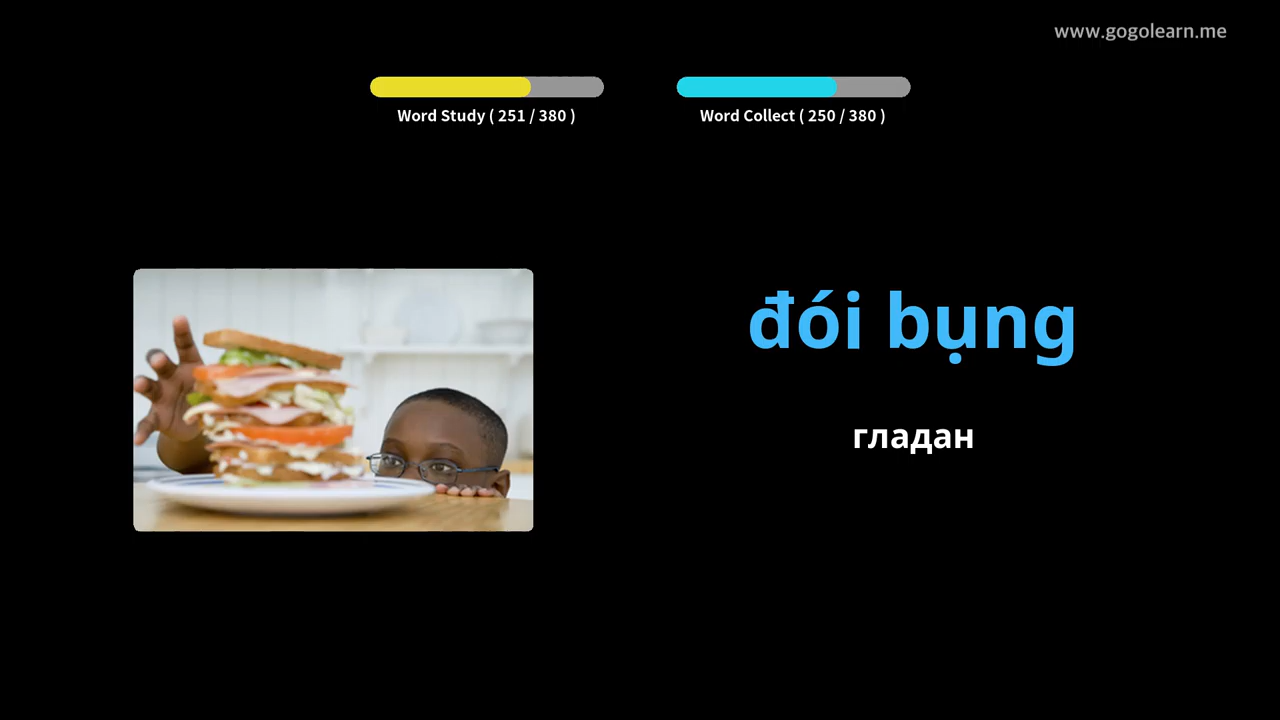 www.gogolearn.me
Word Study ( 251 / 380 )
Word Collect ( 250 / 380 )
đói bụng
гладан